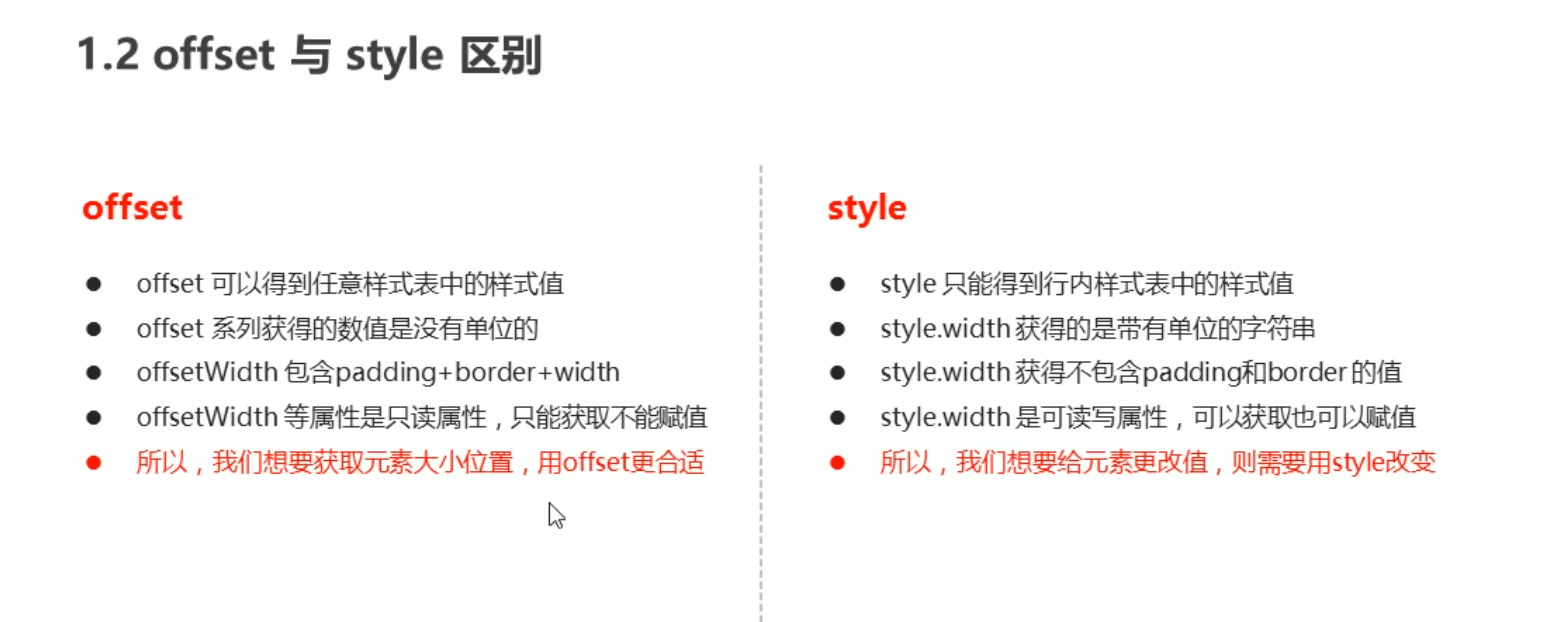 1.2 offset 与 style 区别
offset
● offset 可以得到任意样式表中的样式值
● offset 系列获得的数值是没有单位的
● offsetWidth 包含padding+border+width
● offsetWidth 等属性是只读属性，只能获取不能赋值
● 所以，我们想要获取元素大小位置，用offset更合适
style
● style 只能得到行内样式表中的样式值
● style.width 获得的是带有单位的字符串
● style.width 获得不包含padding和border 的值
● style.width 是可读写属性，可以获取也可以赋值
● 所以，我们想要给元素更改值，则需要用style改变